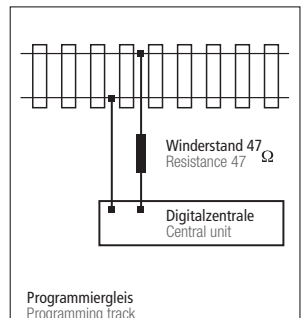 Winderstand 47 Ω
Resistance 47
Digitalzentrale
Central unit
Programmiergleis
Programming track